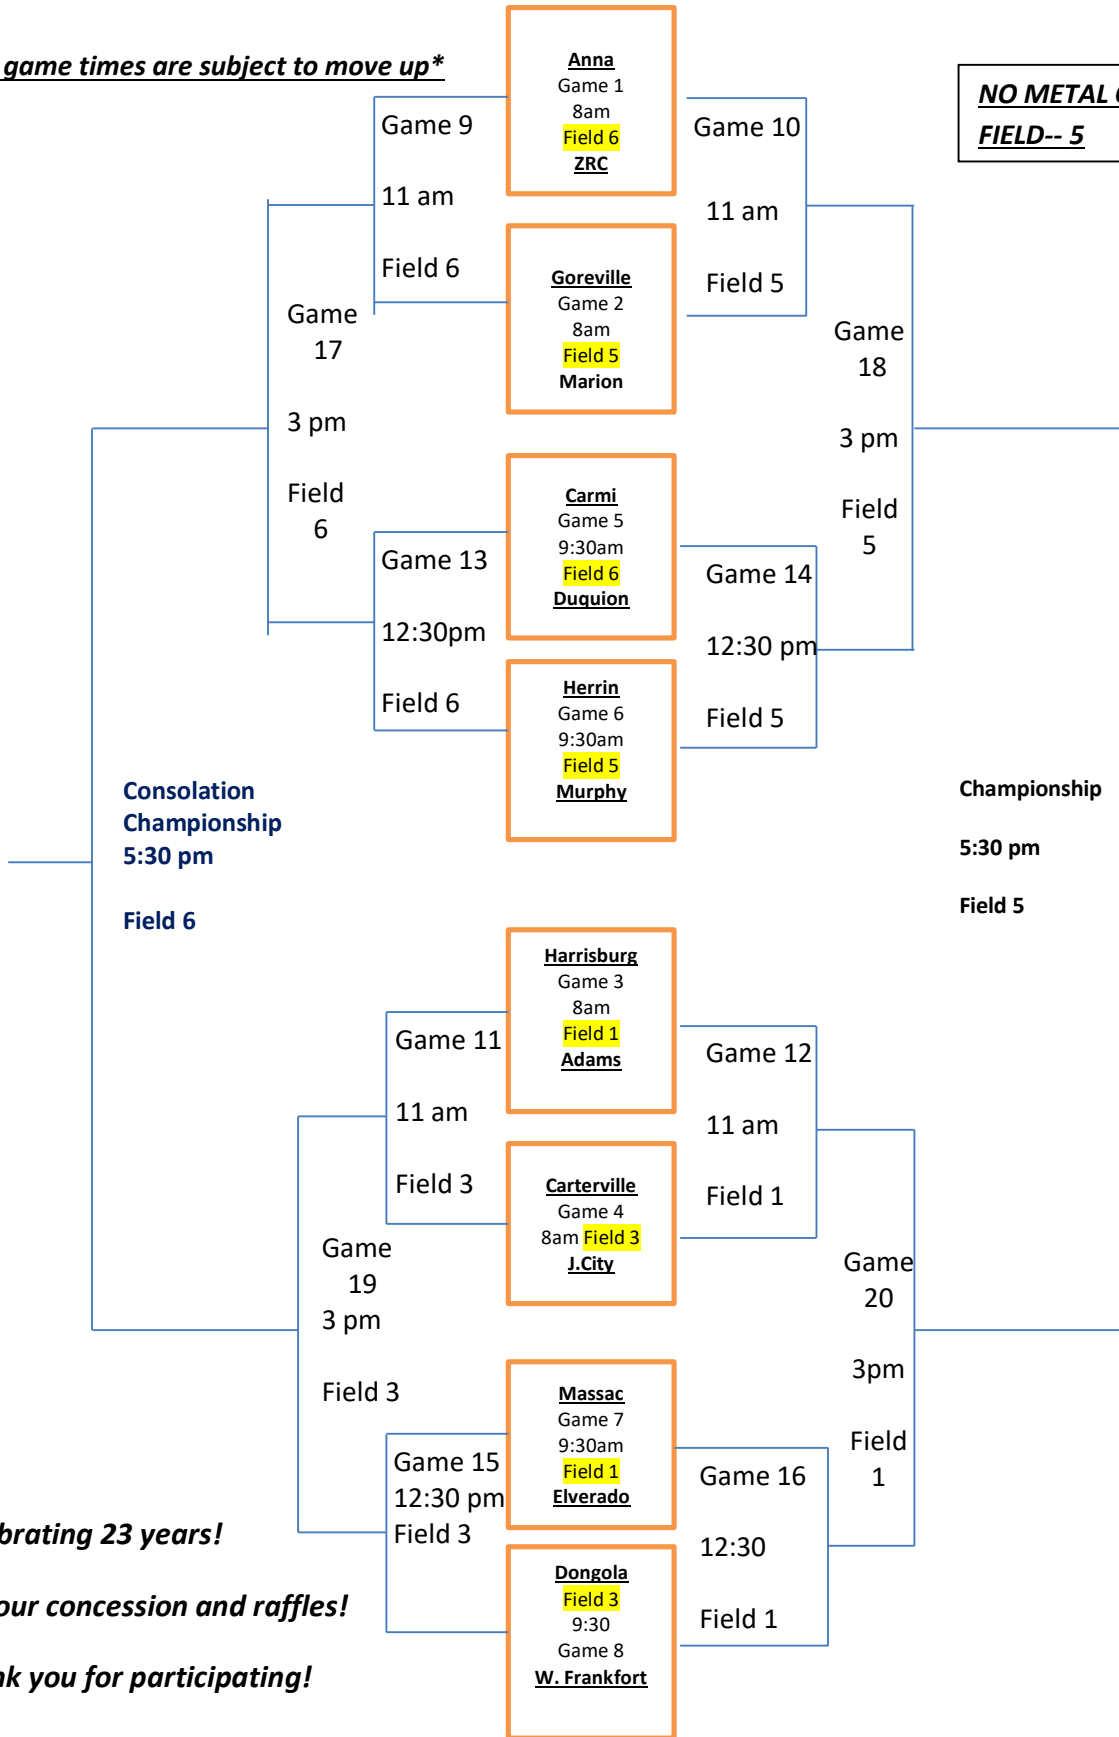 game times are subject to move up*
NO METAL
FIELD-- 5
Anna
Game 1
8am
Field 6
ZRC
Game 9
11 am
Field 6
Game 10
11 am
Field 5
Goreville
Game 2
8am
Field 5
Marion
Game
17
3 pm
Field
6
Game
18
3 pm
Field
5
Carmi
Game 5
9:30am
Field 6
Duquion
Game 13
12:30pm
Field 6
Game 14
12:30 pm
Field 5
Herrin
Game 6
9:30am
Field 5
Murphy
Consolation
Championship
5:30 pm
Field 6
Championship
5:30 pm
Field 5
Harrisburg
Game 3
8am
Field 1
Adams
Game 11
11 am
Field 3
Game 12
11 am
Field 1
Carterville
Game 4
8am Field 3
J.City
Game
19
3 pm
Field 3
Game
20
3pm
Field
1
Massac
Game 7
9:30am
Field 1
Elverado
Game 15
12:30 pm
Field 3
Game 16
12:30
Field 1
Dongola
Field 3
9:30
Game 8
W. Frankfort
brating 23 years!
our concession and raffles!
nk you for participating!